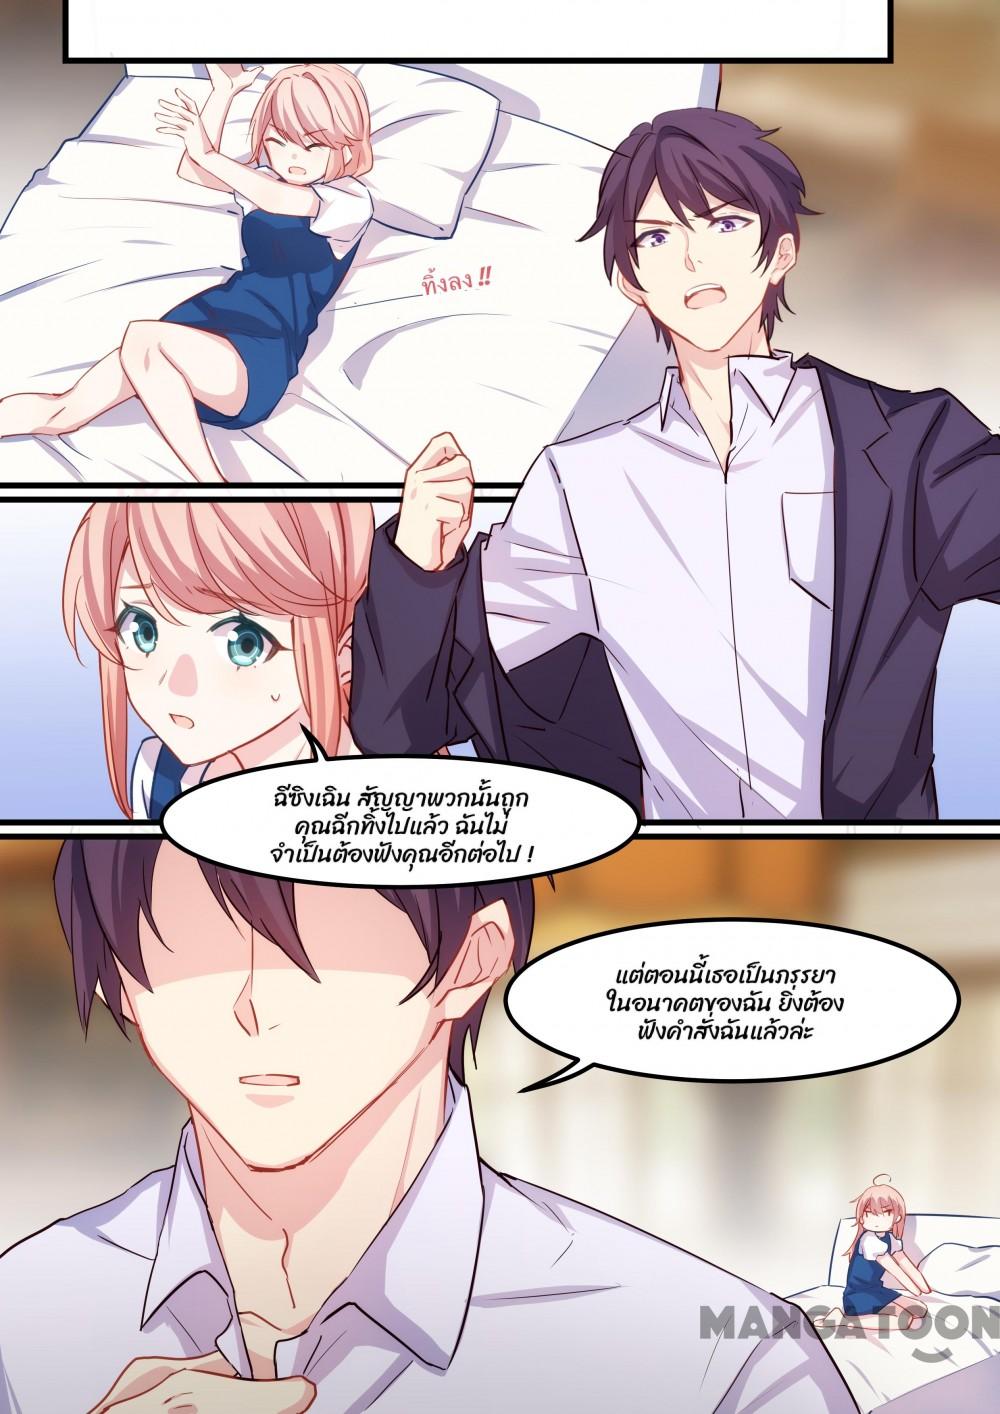 ทิ้งลง !!
ฉีซิงเฉิน สัญญาพวกนั้นถูก
คุณฉีกทิ้งไปแล้ว ฉันไม่
จำเป็นต้องฟังคุณอีกต่อไป !
แต่ตอนนี้เธอเป็นภรรยา
ในอนาคตของฉัน ยิ่งต้อง
ฟังคำสั่งฉันแล้วล่ะ
MANGATOON